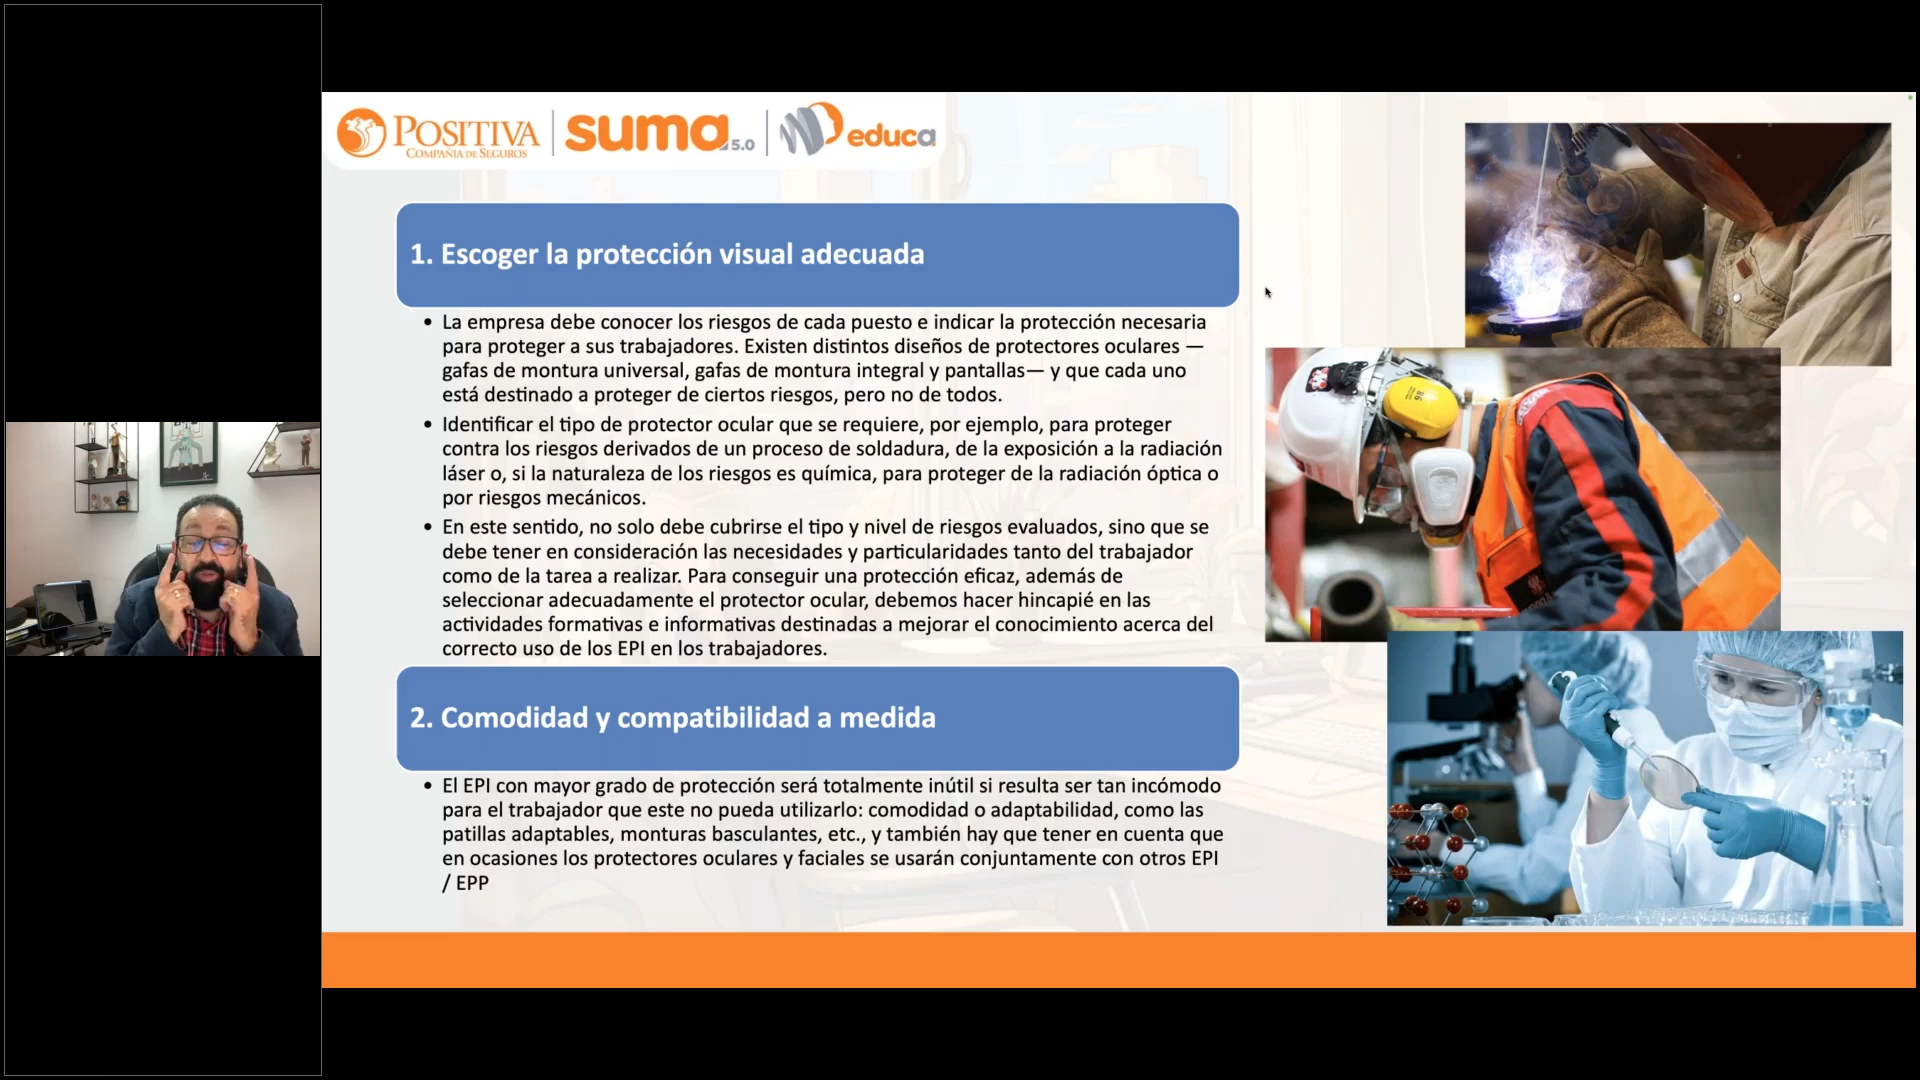 POSITIVA
COMPAÑIA DE SEGUROS
suma 5.0
educa
1. Escoger la protección visual adecuada
• La empresa debe conocer los riesgos de cada puesto e indicar la protección necesaria
para proteger a sus trabajadores. Existen distintos diseños de protectores oculares —
gafas de montura universal, gafas de montura integral y pantallas— y que cada uno
está destinado a proteger de ciertos riesgos, pero no de todos.
• Identificar el tipo de protector ocular que se requiere, por ejemplo, para proteger
contra los riesgos derivados de un proceso de soldadura, de la exposición a la radiación
láser o, si la naturaleza de los riesgos es química, para proteger de la radiación óptica o
por riesgos mecánicos.
• En este sentido, no solo debe cubrirse el tipo y nivel de riesgos evaluados, sino que se
debe tener en consideración las necesidades y particularidades tanto del trabajador
como de la tarea a realizar. Para conseguir una protección eficaz, además de
seleccionar adecuadamente el protector ocular, debemos hacer hincapié en las
actividades formativas e informativas destinadas a mejorar el conocimiento acerca del
correcto uso de los EPI en los trabajadores.
2. Comodidad y compatibilidad a medida
• El EPI con mayor grado de protección será totalmente inútil si resulta ser tan incómodo
para el trabajador que este no pueda utilizarlo: comodidad o adaptabilidad, como las
patillas adaptables, monturas basculantes, etc., y también hay que tener en cuenta que
en ocasiones los protectores oculares y faciales se usarán conjuntamente con otros EPI
/ EPP